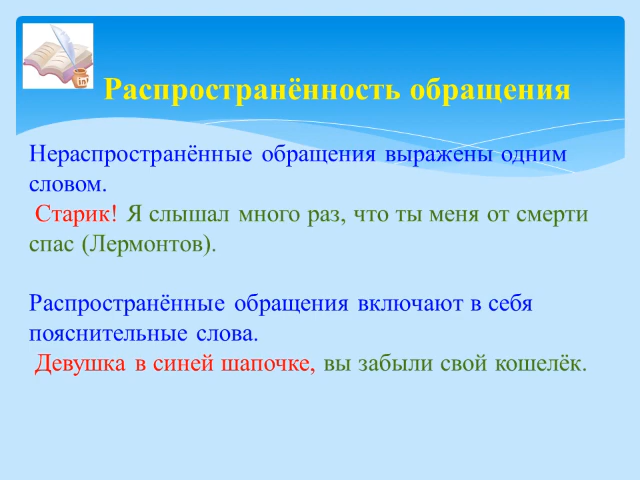 Распространённость обращения
Нераспространённые обращения выражены одним
словом.
Старик! Я слышал много раз, что ты меня от смерти
спас (Лермонтов).
Распространённые обращения включают в себя
пояснительные слова.
Девушка в синей шапочке, вы забыли свой кошелёк.